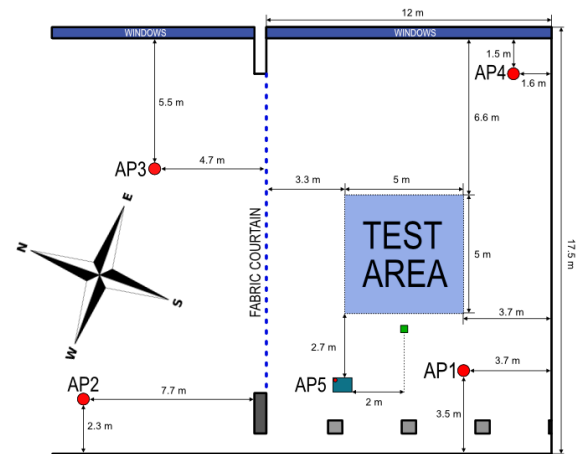 12 m
WINDOWS
WINDOWS
1.5 m
AP4
1.6 m
5.5 m
6.6 m
AP3
4.7 m
3.3 m
5 m
E
N
S
W
FABRIC COURTAIN
TEST
AREA
5 m
17.5 m
3.7 m
2.7 m
AP5
2 m
AP1
3.7 m
AP2
7.7 m
2.3 m
3.5 m